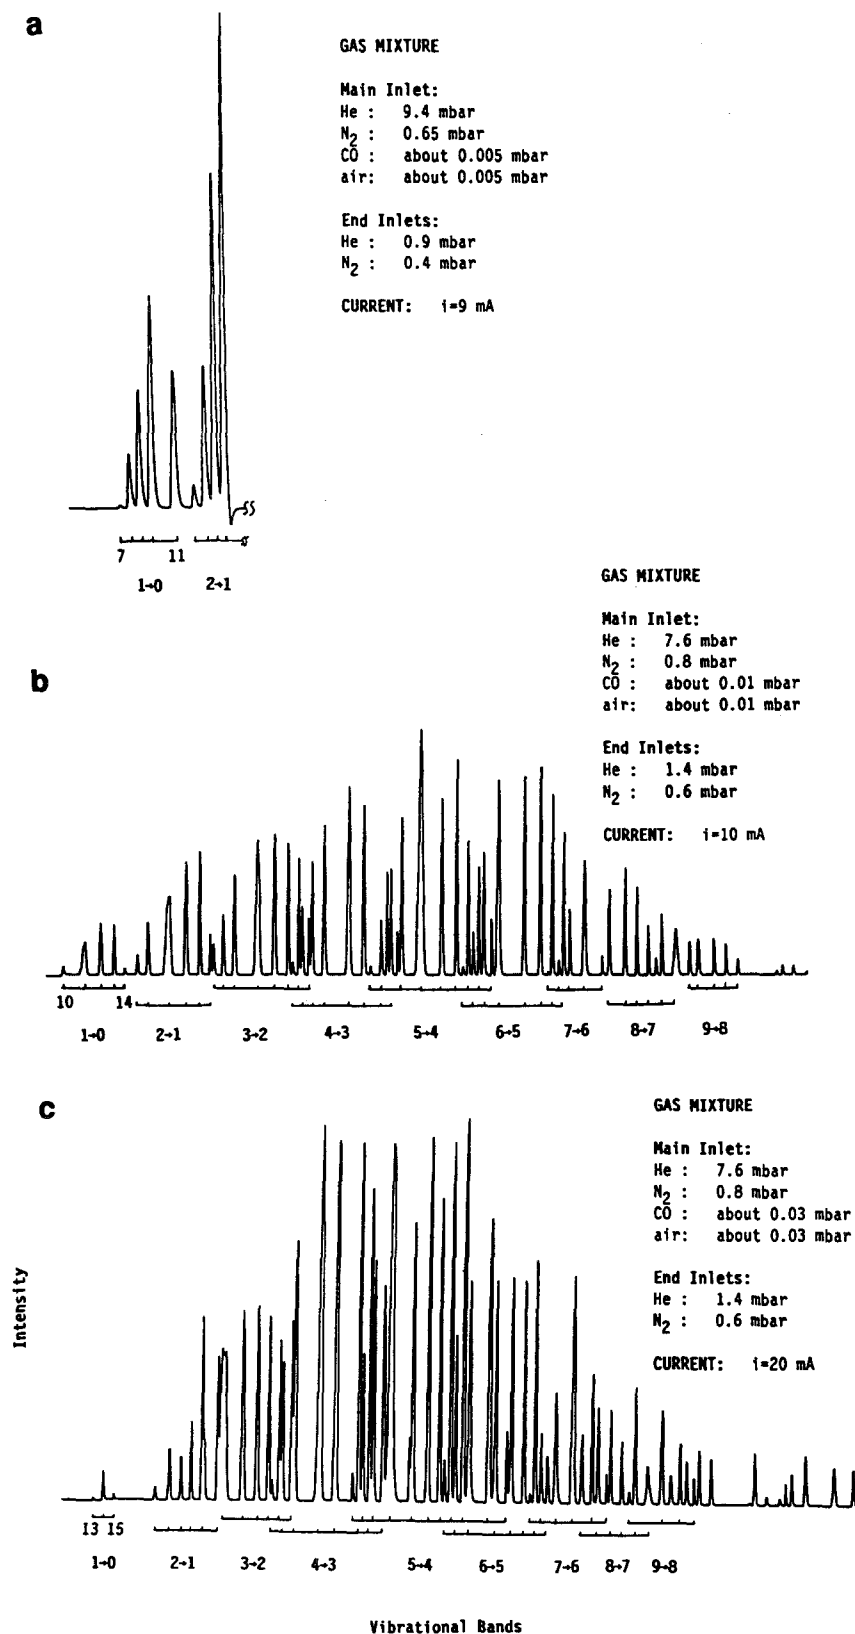 a
GAS MIXTURE
Main Inlet:
He : 9.4 mbar
N2 : 0.65 mbar
CO : about 0.005 mbar
air: about 0.005 mbar
End Inlets:
He : 0.9 mbar
N2 : 0.4 mbar
CURRENT: i=9 mA
7 11
1→0 2→1
b
GAS MIXTURE
Main Inlet:
He : 7.6 mbar
N2 : 0.8 mbar
CO : about 0.01 mbar
air: about 0.01 mbar
End Inlets:
He : 1.4 mbar
N2 : 0.6 mbar
CURRENT: i=10 mA
10 14
1→0 2→1 3→2 4→3 5→4 6→5 7→6 8→7 9→8
c
GAS MIXTURE
Main Inlet:
He : 7.6 mbar
N2 : 0.8 mbar
CO : about 0.03 mbar
air: about 0.03 mbar
End Inlets:
He : 1.4 mbar
N2 : 0.6 mbar
CURRENT: i=20 mA
Intensity
13 15
1→0 2→1 3→2 4→3 5→4 6→5 7→6 8→7 9→8
Vibrational Bands